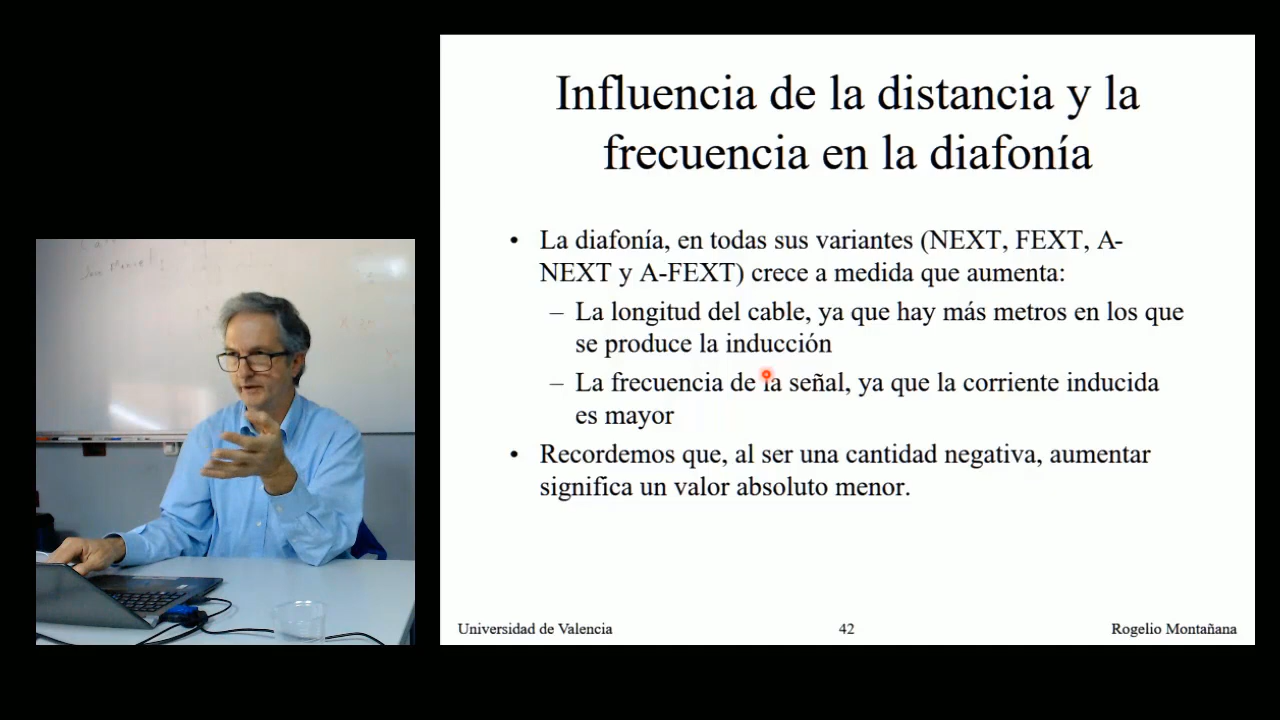 Influencia de la distancia y la
frecuencia en la diafonía
• La diafonía, en todas sus variantes (NEXT, FEXT, A-
NEXT y A-FEXT) crece a medida que aumenta:
– La longitud del cable, ya que hay más metros en los que
se produce la inducción
– La frecuencia de la señal, ya que la corriente inducida
es mayor
• Recordemos que, al ser una cantidad negativa, aumentar
significa un valor absoluto menor.
Universidad de Valencia
42
Rogelio Montañana